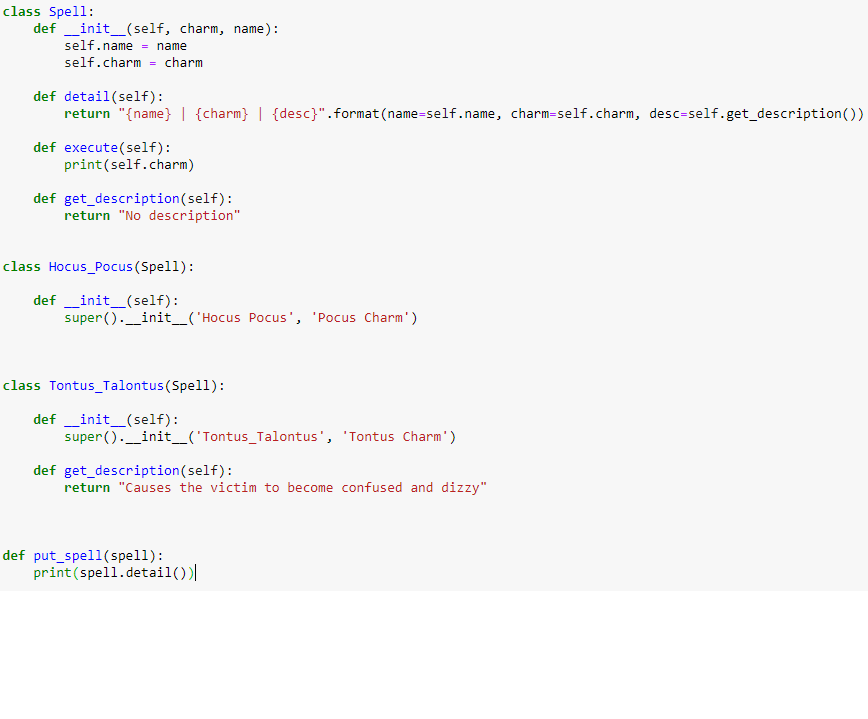 class Spell:
    def __init__(self, charm, name):
        self.name = name
        self.charm = charm
    def detail(self):
        return "{name} | {charm} | {desc}".format(name=self.name, charm=self.charm, desc=self.get_description())
    def execute(self):
        print(self.charm)
    def get_description(self):
        return "No description"
class Hocus_Pocus(Spell):
    def __init__(self):
        super().__init__('Hocus Pocus', 'Pocus Charm')
class Tontus_Talontus(Spell):
    def __init__(self):
        super().__init__('Tontus_Talontus', 'Tontus Charm')
    def get_description(self):
        return "Causes the victim to become confused and dizzy"
def put_spell(spell):
    print(spell.detail())